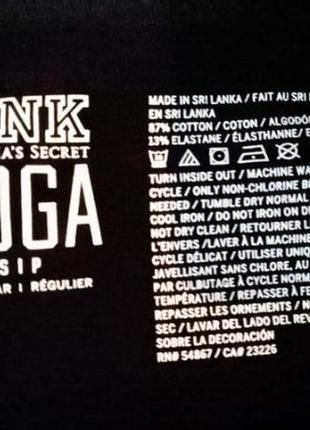 NK
A'S SECRET
OGA
S | P
AR | RÉGULIER
MADE IN SRI LANKA / FAIT AU SRI
EN SRI LANKA
87% COTTON / COTON / ALGODÓ
13% ELASTANE / ÉLASTHANNE / E
TURN INSIDE OUT / MACHINE WA
CYCLE / ONLY NON-CHLORINE B
NEEDED / TUMBLE DRY NORMAL
COOL IRON / DO NOT IRON ON D
NOT DRY CLEAN / RETOURNER L
L'ENVERS /LAVER À LA MACHIN
CYCLE DÉLICAT / UTILISER UNIQ
JAVELLISANT SANS CHLORE, AU
PAR CULBUTAGE À CYCLE NORM
TEMPÉRATURE / REPASSER À FE
REPASSER LES ORNEMENTS / N
SEC / LAVAR DEL LADO DEL REV
SOBRE LA DECORACIÓN
RN# 54867 / CA# 23226